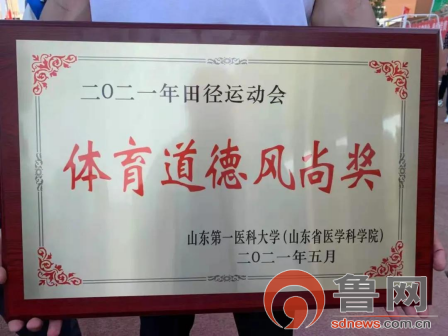 二〇二一年田径运动会
体育道德风尚奖
山东第一医科大学(山东省医学科学院)
二〇二一年五月
鲁网
sdnews.com.cn